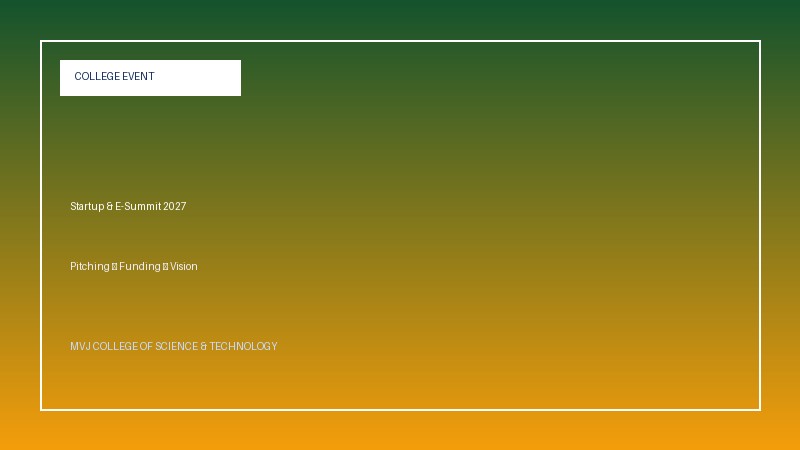 COLLEGE EVENT
Startup & E-Summit 2027
Pitching Funding Vision
MVJ COLLEGE OF SCIENCE & TECHNOLOGY